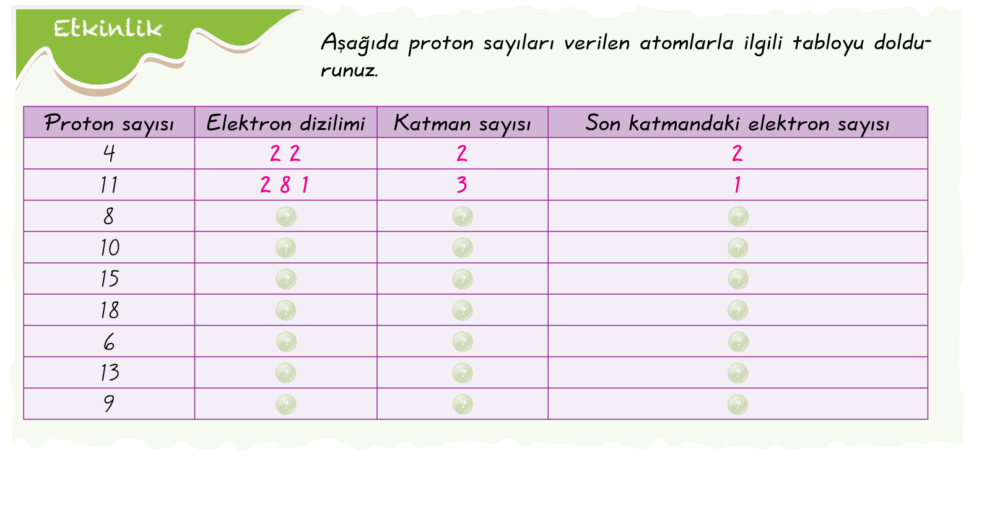 Etkinlik
Aşağıda proton sayıları verilen atomlarla ilgili tabloyu doldu-
runuz.
Proton sayısı Elektron dizilimi Katman sayısı Son katmandaki elektron sayısı
4 2 2 2 2
11 2 8 1 3 1
8 ? ? ?
10 ? ? ?
15 ? ? ?
18 ? ? ?
6 ? ? ?
13 ? ? ?
9 ? ? ?